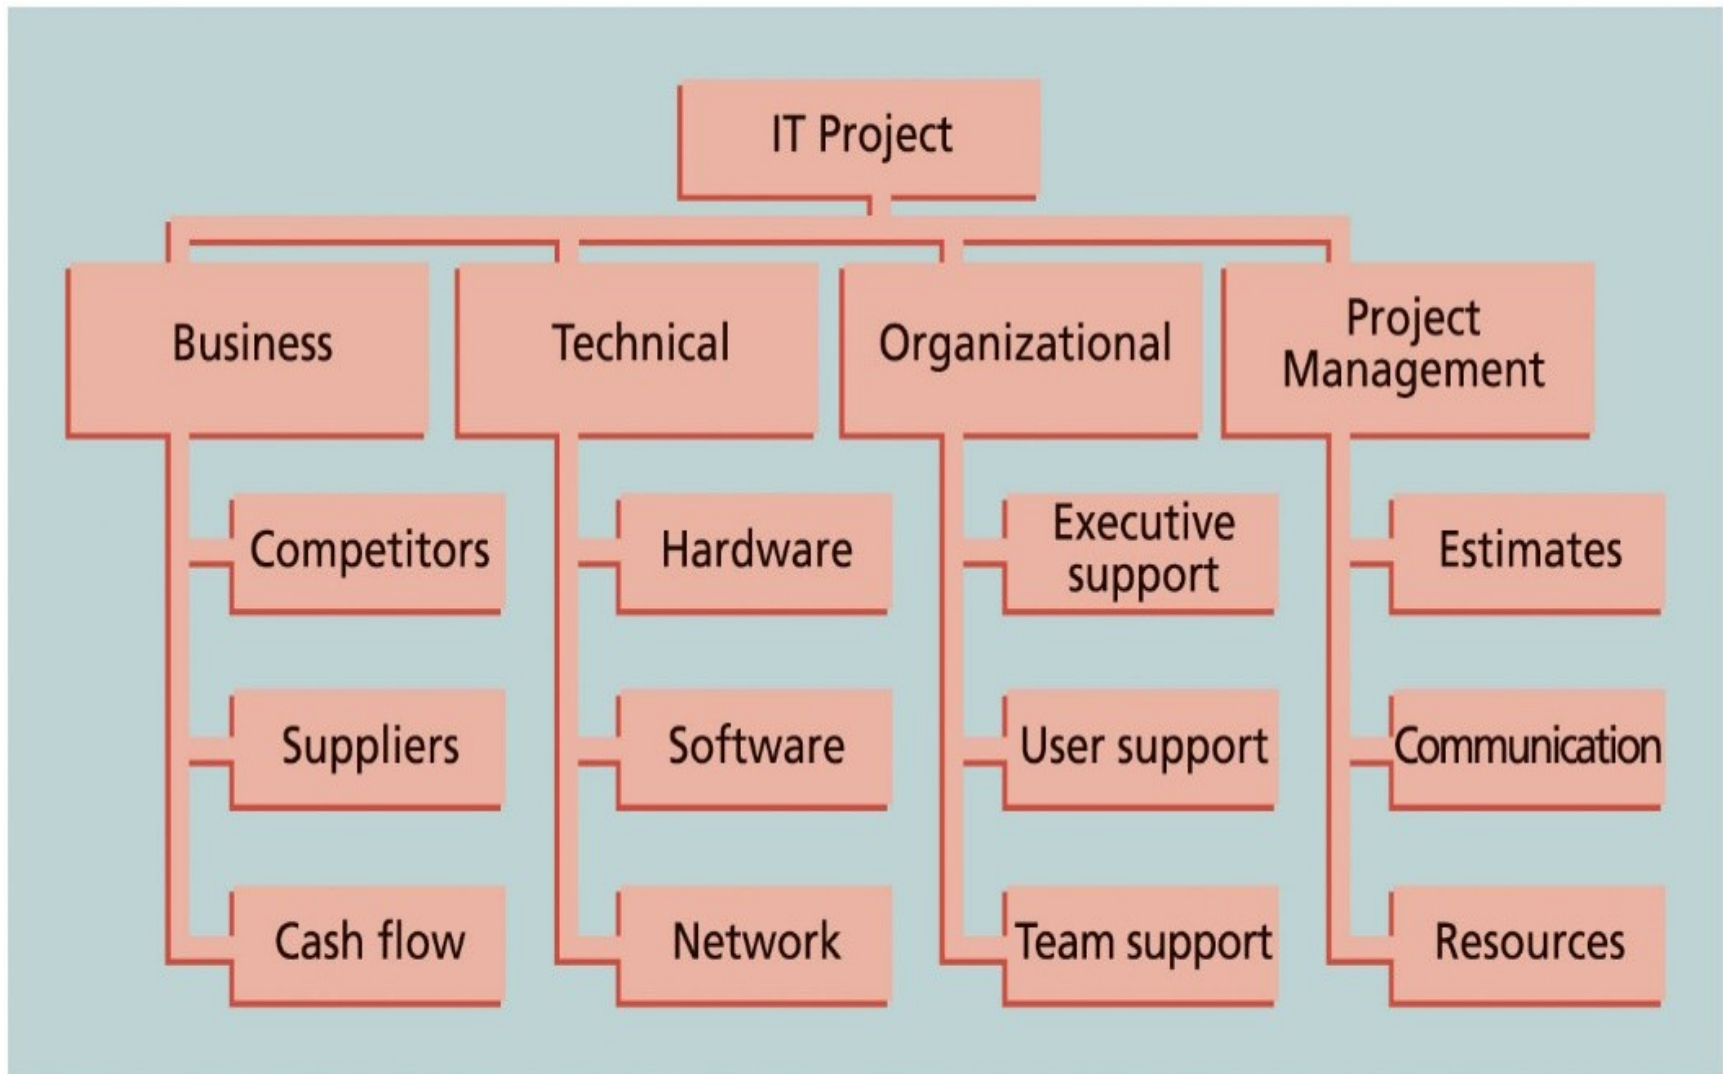 IT Project
Business
Technical
Organizational
Project
Management
Competitors
Hardware
Executive
support
Estimates
Suppliers
Software
User support
Communication
Cash flow
Network
Team support
Resources